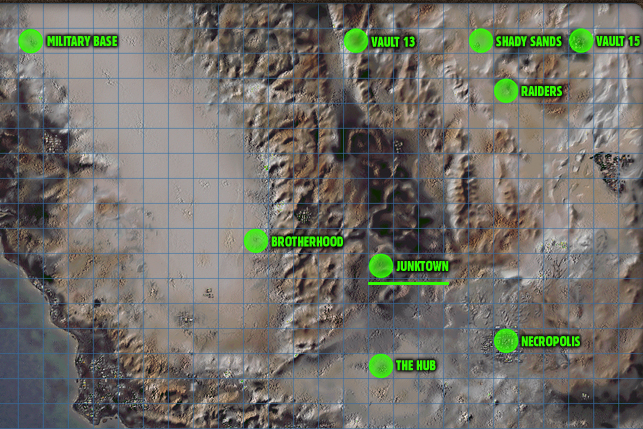 MILITARY BASE
VAULT 13
SHADY SANDS
VAULT 15
RAIDERS
BROTHERHOOD
JUNKTOWN
NECROPOLIS
THE HUB